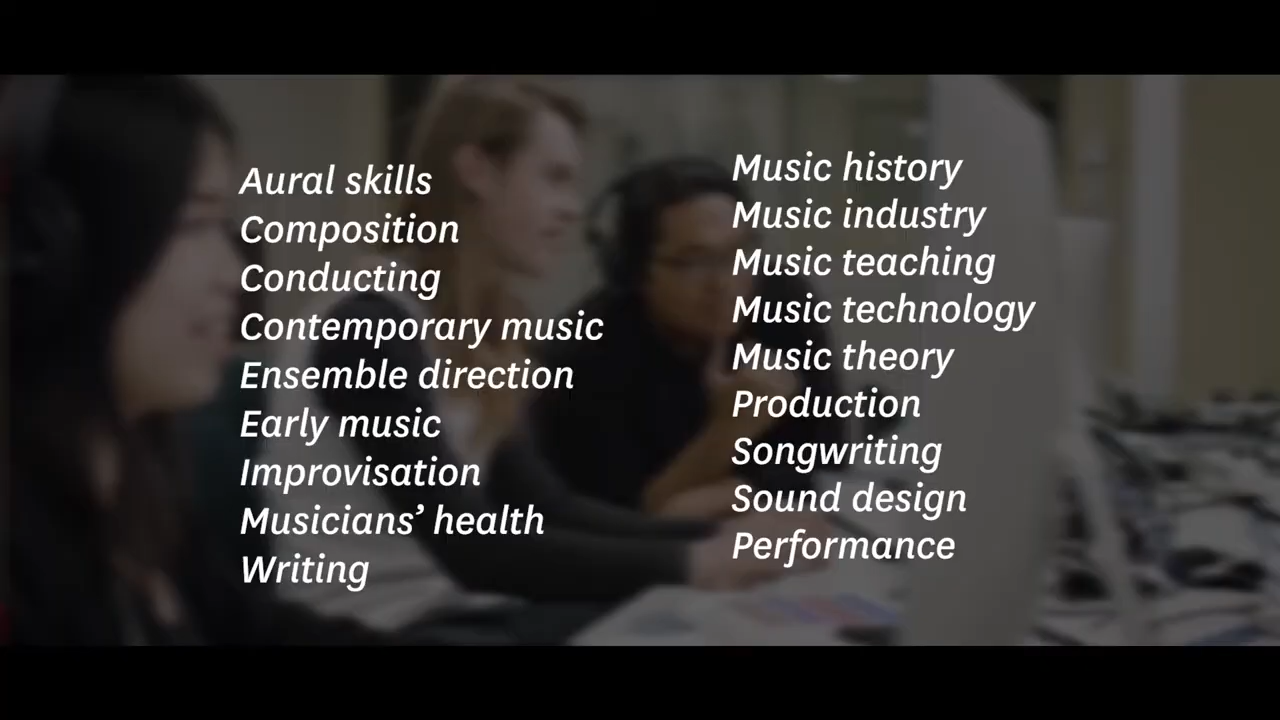 Aural skills
Composition
Conducting
Contemporary music
Ensemble direction
Early music
Improvisation
Musicians’ health
Writing
Music history
Music industry
Music teaching
Music technology
Music theory
Production
Songwriting
Sound design
Performance